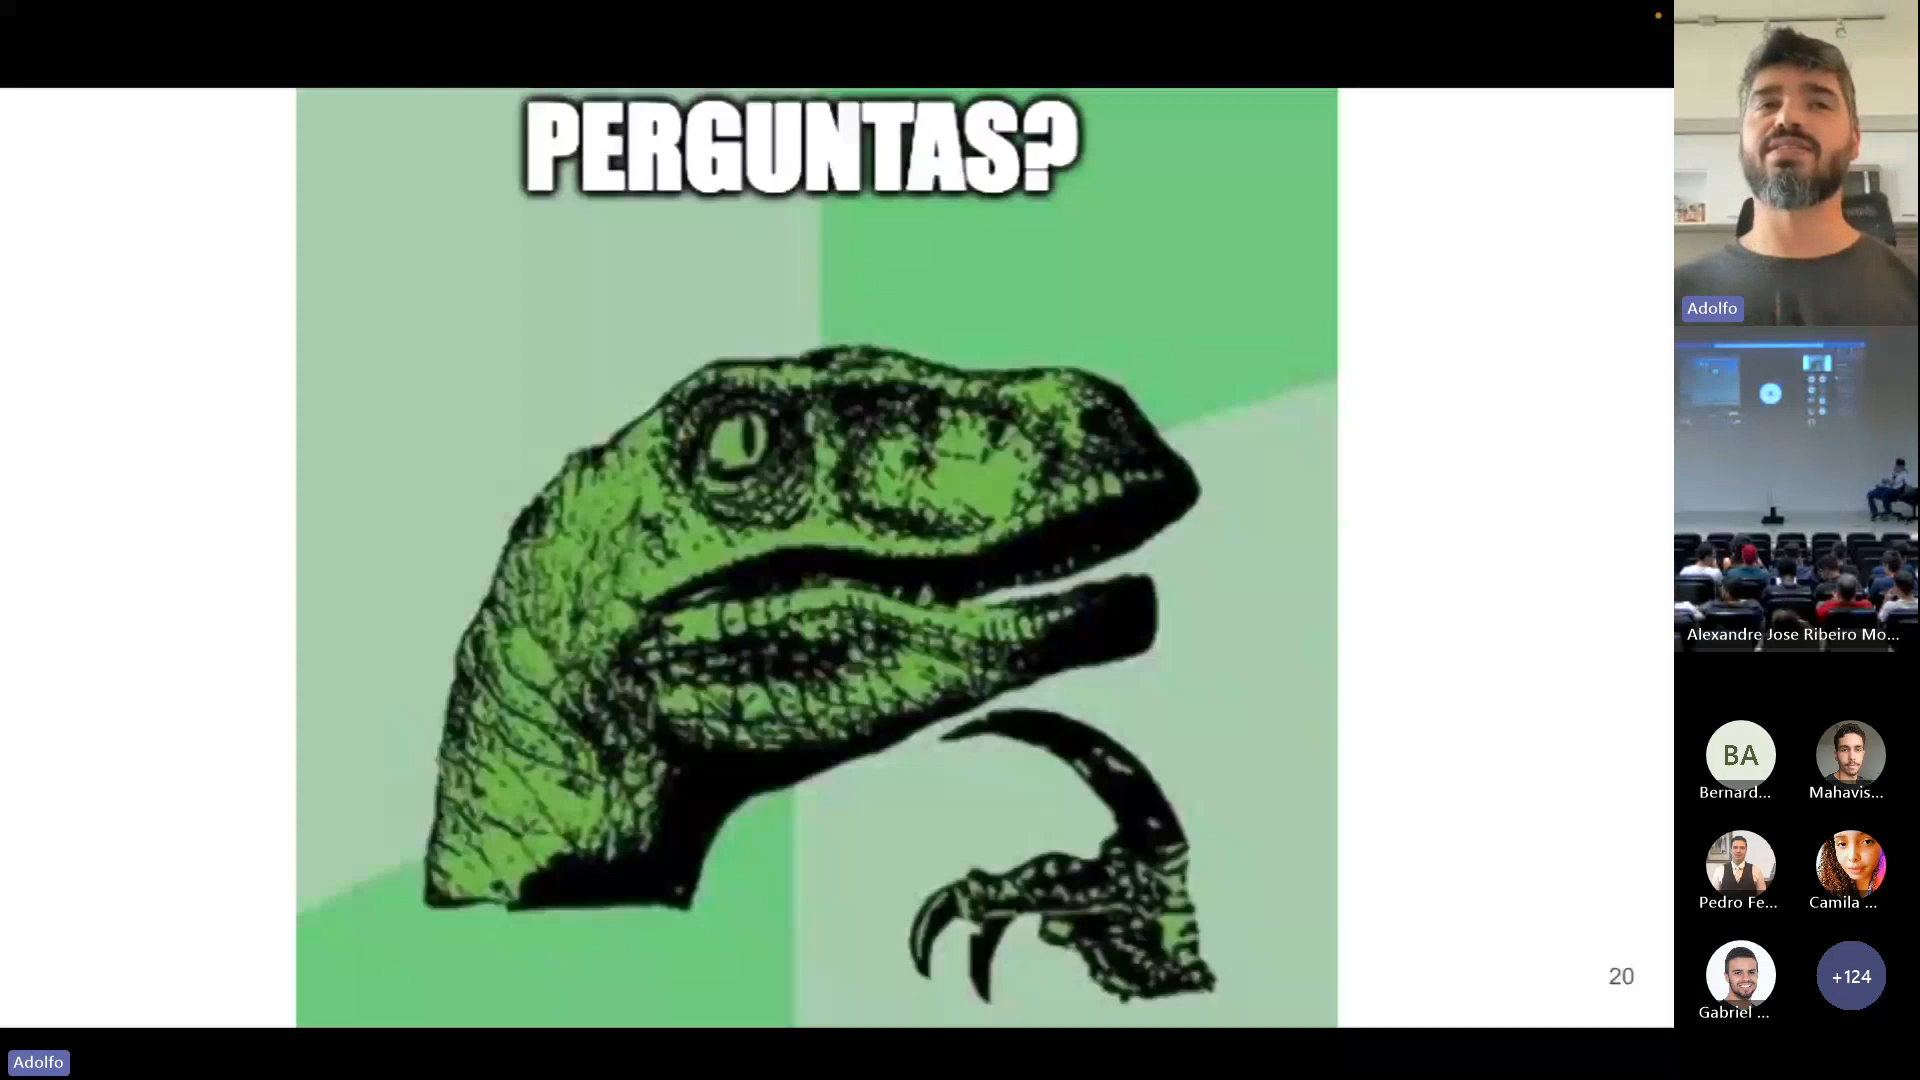 PERGUNTAS?
20
Adolfo
Adolfo
Alexandre Jose Ribeiro Mo...
BA
Bernard...
Mahavis...
Pedro Fe...
Camila ...
Gabriel ...
+124